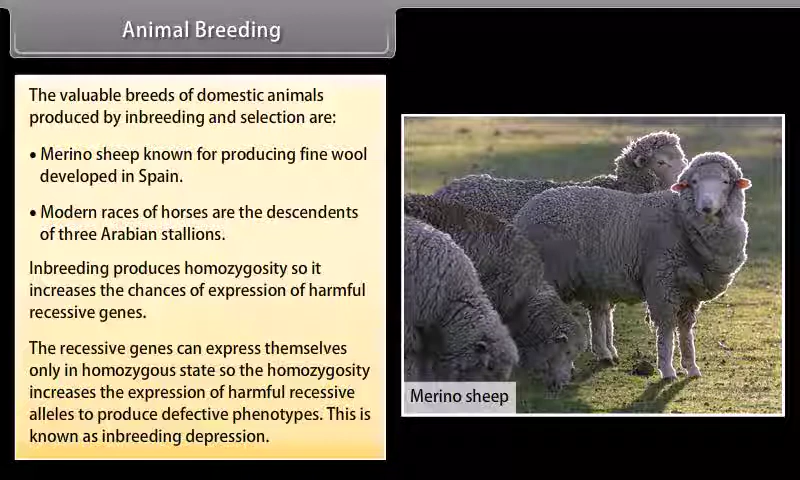 Animal Breeding
The valuable breeds of domestic animals
produced by inbreeding and selection are:
• Merino sheep known for producing fine wool
developed in Spain.
• Modern races of horses are the descendents
of three Arabian stallions.
Inbreeding produces homozygosity so it
increases the chances of expression of harmful
recessive genes.
The recessive genes can express themselves
only in homozygous state so the homozygosity
increases the expression of harmful recessive
alleles to produce defective phenotypes. This is
known as inbreeding depression.
Merino sheep